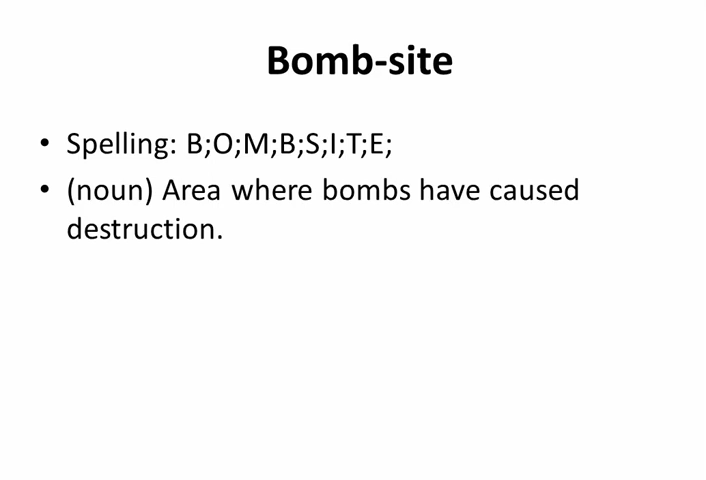 Bomb-site
• Spelling: B;O;M;B;S;I;T;E;
• (noun) Area where bombs have caused
destruction.